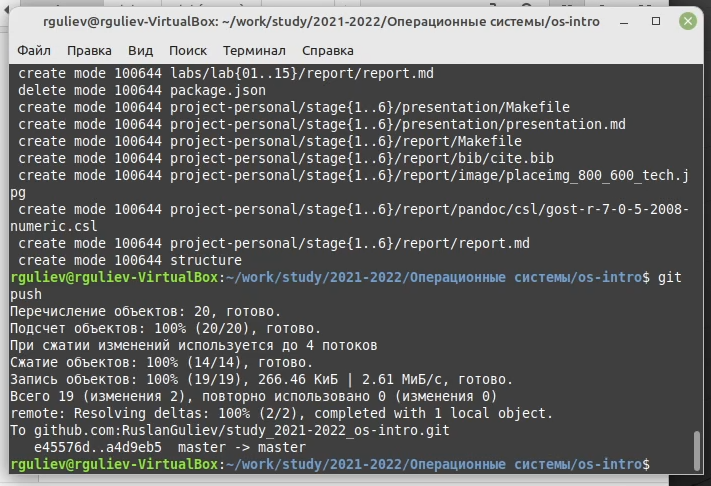 rguliev@rguliev-VirtualBox: ~/work/study/2021-2022/Операционные системы/os-intro
Файл Правка Вид Поиск Терминал Справка
create mode 100644 labs/lab{01..15}/report/report.md
delete mode 100644 package.json
create mode 100644 project-personal/stage{1..6}/presentation/Makefile
create mode 100644 project-personal/stage{1..6}/presentation/presentation.md
create mode 100644 project-personal/stage{1..6}/report/Makefile
create mode 100644 project-personal/stage{1..6}/report/bib/cite.bib
create mode 100644 project-personal/stage{1..6}/report/image/placeimg_800_600_tech.j
pg
create mode 100644 project-personal/stage{1..6}/report/pandoc/csl/gost-r-7-0-5-2008-
numeric.csl
create mode 100644 project-personal/stage{1..6}/report/report.md
create mode 100644 structure
rguliev@rguliev-VirtualBox:~/work/study/2021-2022/Операционные системы/os-intro$ git
push
Перечисление объектов: 20, готово.
Подсчет объектов: 100% (20/20), готово.
При сжатии изменений используется до 4 потоков
Сжатие объектов: 100% (14/14), готово.
Запись объектов: 100% (19/19), 266.46 КиБ | 2.61 МиБ/с, готово.
Всего 19 (изменения 2), повторно использовано 0 (изменения 0)
remote: Resolving deltas: 100% (2/2), completed with 1 local object.
To github.com:RuslanGuliev/study_2021-2022_os-intro.git
e45576d..a4d9eb5 master -> master
rguliev@rguliev-VirtualBox:~/work/study/2021-2022/Операционные системы/os-intro$